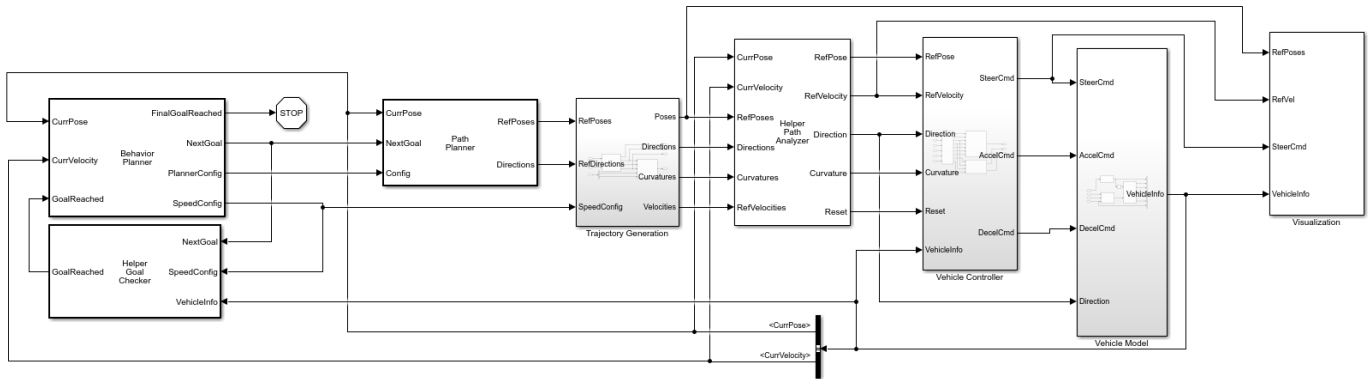 CurrPose
CurrVelocity
GoalReached
Behavior
Planner
FinalGoalReached
NextGoal
PlannerConfig
SpeedConfig
STOP
GoalReached
Helper
Goal
Checker
NextGoal
SpeedConfig
VehicleInfo
CurrPose
NextGoal
Config
Path
Planner
RefPoses
Directions
RefPoses
RefDirections
SpeedConfig
Poses
Directions
Curvatures
Velocities
Trajectory Generation
CurrPose
CurrVelocity
RefPoses
Directions
Curvatures
RefVelocities
Helper
Path
Analyzer
RefPose
RefVelocity
Direction
Curvature
Reset
RefPose
RefVelocity
Direction
Curvature
Reset
VehicleInfo
SteerCmd
AccelCmd
DecelCmd
Vehicle Controller
SteerCmd
AccelCmd
DecelCmd
Direction
VehicleInfo
Vehicle Model
RefPoses
RefVel
SteerCmd
VehicleInfo
Visualization
<CurrPose>
<CurrVelocity>